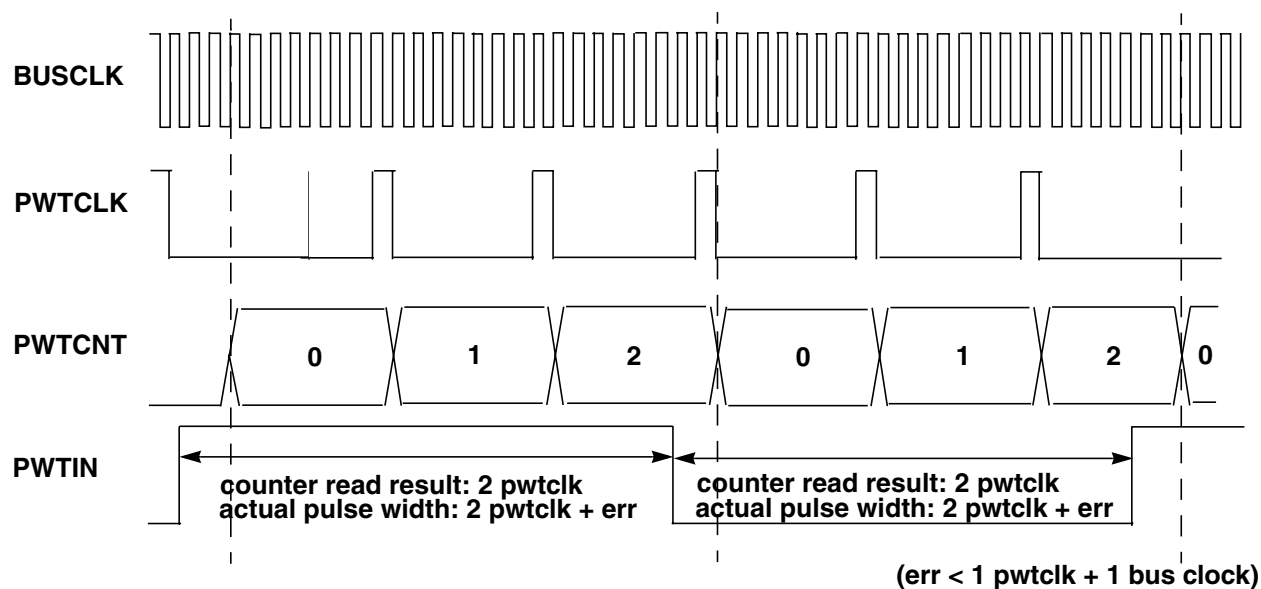 BUSCLK
PWTCLK
PWTCNT
0 1 2 0 1 2 0
PWTIN
counter read result: 2 pwtclk
actual pulse width: 2 pwtclk + err
counter read result: 2 pwtclk
actual pulse width: 2 pwtclk + err
(err < 1 pwtclk + 1 bus clock)